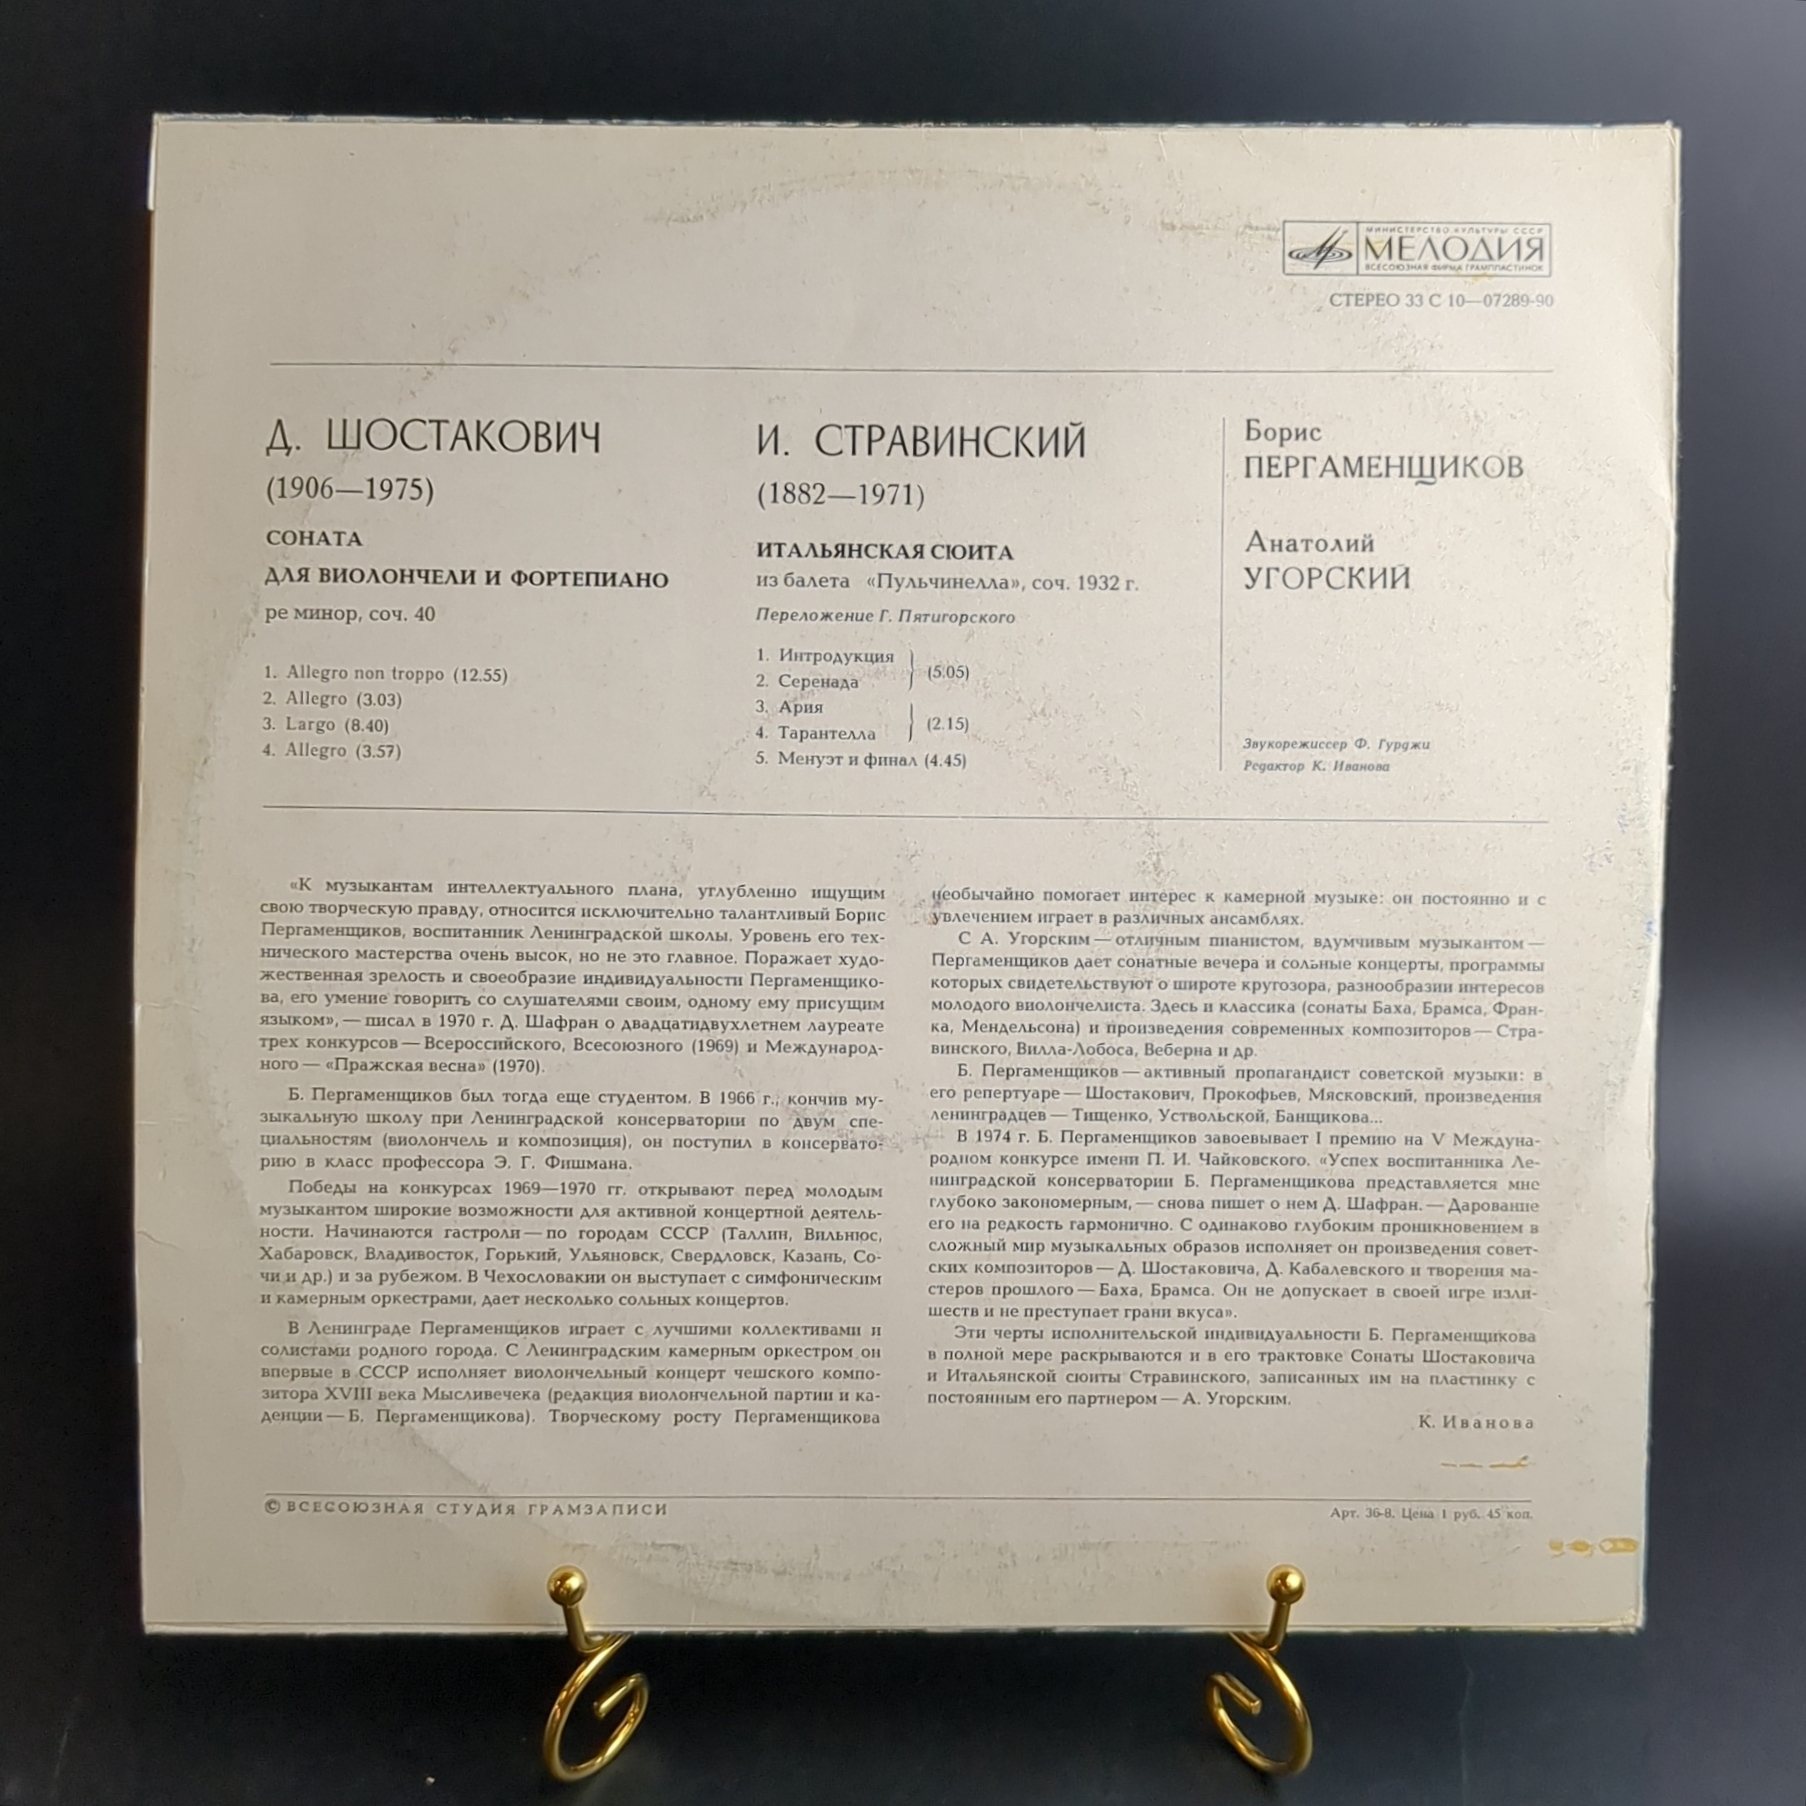 МИНИСТЕРСТВО КУЛЬТУРЫ СССР
МЕЛОДИЯ
ВСЕСОЮЗНАЯ ФИРМА ГРАМПЛАСТИНОК
СТЕРЕО 33 С 10—07289-90
Д. ШОСТАКОВИЧ
(1906—1975)
СОНАТА
ДЛЯ ВИОЛОНЧЕЛИ И ФОРТЕПИАНО
ре минор, соч. 40
1. Allegro non troppo (12.55)
2. Allegro (3.03)
3. Largo (8.40)
4. Allegro (3.57)
И. СТРАВИНСКИЙ
(1882—1971)
ИТАЛЬЯНСКАЯ СЮИТА
из балета «Пульчинелла», соч. 1932 г.
Переложение Г. Пятигорского
1. Интродукция
2. Серенада
(5.05)
3. Ария
4. Тарантелла
(2.15)
5. Менуэт и финал (4.45)
Борис
ПЕРГАМЕНЩИКОВ
Анатолий
УГОРСКИЙ
Звукорежиссер Ф. Гурджи
Редактор К. Иванова
«К музыкантам интеллектуального плана, углубленно ищущим
свою творческую правду, относится исключительно талантливый Борис
Пергаменщиков, воспитанник Ленинградской школы. Уровень его тех-
нического мастерства очень высок, но не это главное. Поражает худо-
жественная зрелость и своеобразие индивидуальности Пергаменщико-
ва, его умение говорить со слушателями своим, одному ему присущим
языком», — писал в 1970 г. Д. Шафран о двадцатидвухлетнем лауреате
трех конкурсов — Всероссийского, Всесоюзного (1969) и Международ-
ного — «Пражская весна» (1970).
Б. Пергаменщиков был тогда еще студентом. В 1966 г., кончив му-
зыкальную школу при Ленинградской консерватории по двум спе-
циальностям (виолончель и композиция), он поступил в консервато-
рию в класс профессора Э. Г. Фишмана.
Победы на конкурсах 1969—1970 гг. открывают перед молодым
музыкантом широкие возможности для активной концертной деятель-
ности. Начинаются гастроли — по городам СССР (Таллин, Вильнюс,
Хабаровск, Владивосток, Горький, Ульяновск, Свердловск, Казань, Со-
чи и др.) и за рубежом. В Чехословакии он выступает с симфоническим
и камерным оркестрами, дает несколько сольных концертов.
В Ленинграде Пергаменщиков играет с лучшими коллективами и
солистами родного города. С Ленинградским камерным оркестром он
впервые в СССР исполняет виолончельный концерт чешского компо-
зитора XVIII века Мысливечека (редакция виолончельной партии и ка-
денции — Б. Пергаменщикова). Творческому росту Пергаменщикова
необычайно помогает интерес к камерной музыке: он постоянно и с
увлечением играет в различных ансамблях.
С А. Угорским — отличным пианистом, вдумчивым музыкантом —
Пергаменщиков дает сонатные вечера и сольные концерты, программы
которых свидетельствуют о широте кругозора, разнообразии интересов
молодого виолончелиста. Здесь и классика (сонаты Баха, Брамса, Фран-
ка, Мендельсона) и произведения современных композиторов — Стра-
винского, Вилла-Лобоса, Веберна и др.
Б. Пергаменщиков — активный пропагандист советской музыки: в
его репертуаре — Шостакович, Прокофьев, Мясковский, произведения
ленинградцев — Тищенко, Уствольской, Банщикова...
В 1974 г. Б. Пергаменщиков завоевывает I премию на V Междуна-
родном конкурсе имени П. И. Чайковского. «Успех воспитанника Ле-
нинградской консерватории Б. Пергаменщикова представляется мне
глубоко закономерным, — снова пишет о нем Д. Шафран. — Дарование
его на редкость гармонично. С одинаково глубоким проникновением в
сложный мир музыкальных образов исполняет он произведения совет-
ских композиторов — Д. Шостаковича, Д. Кабалевского и творения ма-
стеров прошлого — Баха, Брамса. Он не допускает в своей игре изли-
шеств и не преступает грани вкуса».
Эти черты исполнительской индивидуальности Б. Пергаменщикова
в полной мере раскрываются и в его трактовке Сонаты Шостаковича
и Итальянской сюиты Стравинского, записанных им на пластинку с
постоянным его партнером — А. Угорским.
К. Иванова
© ВСЕСОЮЗНАЯ СТУДИЯ ГРАМЗАПИСИ
Арт. 36-8. Цена 1 руб. 45 коп.